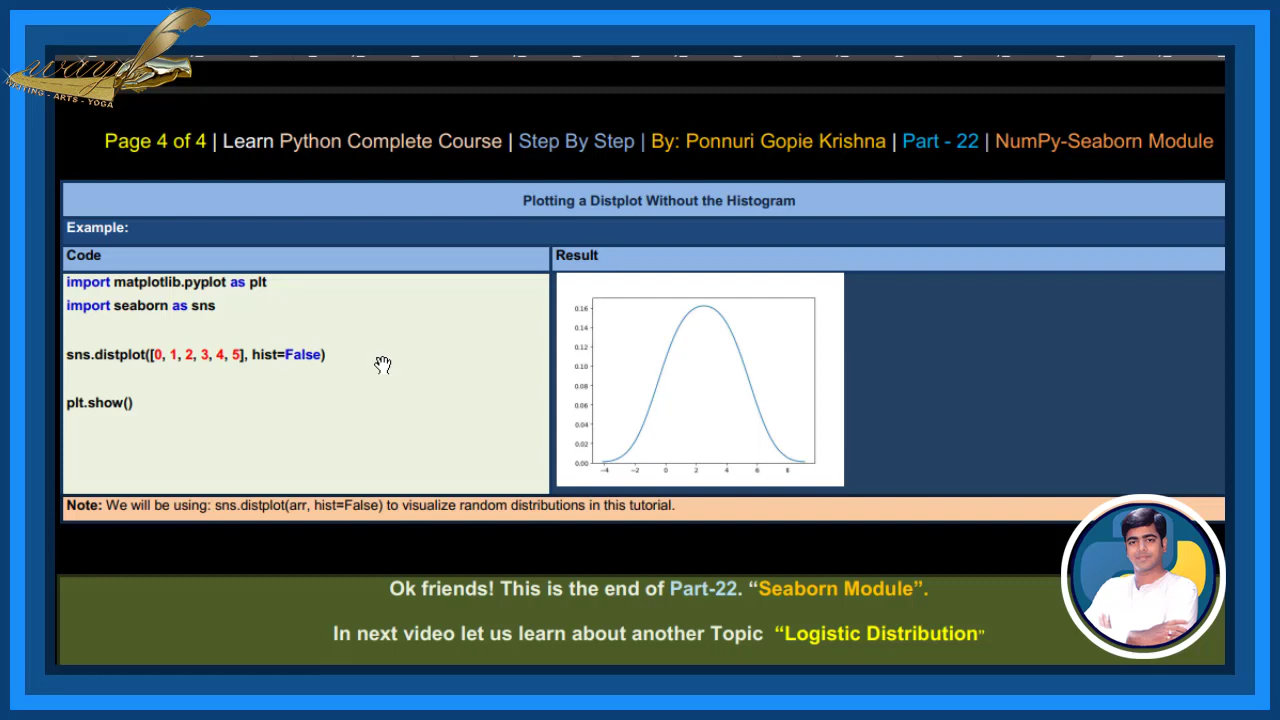 way
WRITING - ARTS - YOGA
Page 4 of 4 | Learn Python Complete Course | Step By Step | By: Ponnuri Gopie Krishna | Part - 22 | NumPy-Seaborn Module
Plotting a Distplot Without the Histogram
Example:
Code
Result
import matplotlib.pyplot as plt
import seaborn as sns
sns.distplot([0, 1, 2, 3, 4, 5], hist=False)
plt.show()
0.16
0.14
0.12
0.10
0.08
0.06
0.04
0.02
0.00
−4 −2 0 2 4 6 8
Note: We will be using: sns.distplot(arr, hist=False) to visualize random distributions in this tutorial.
Ok friends! This is the end of Part-22. “Seaborn Module”.
In next video let us learn about another Topic “Logistic Distribution”